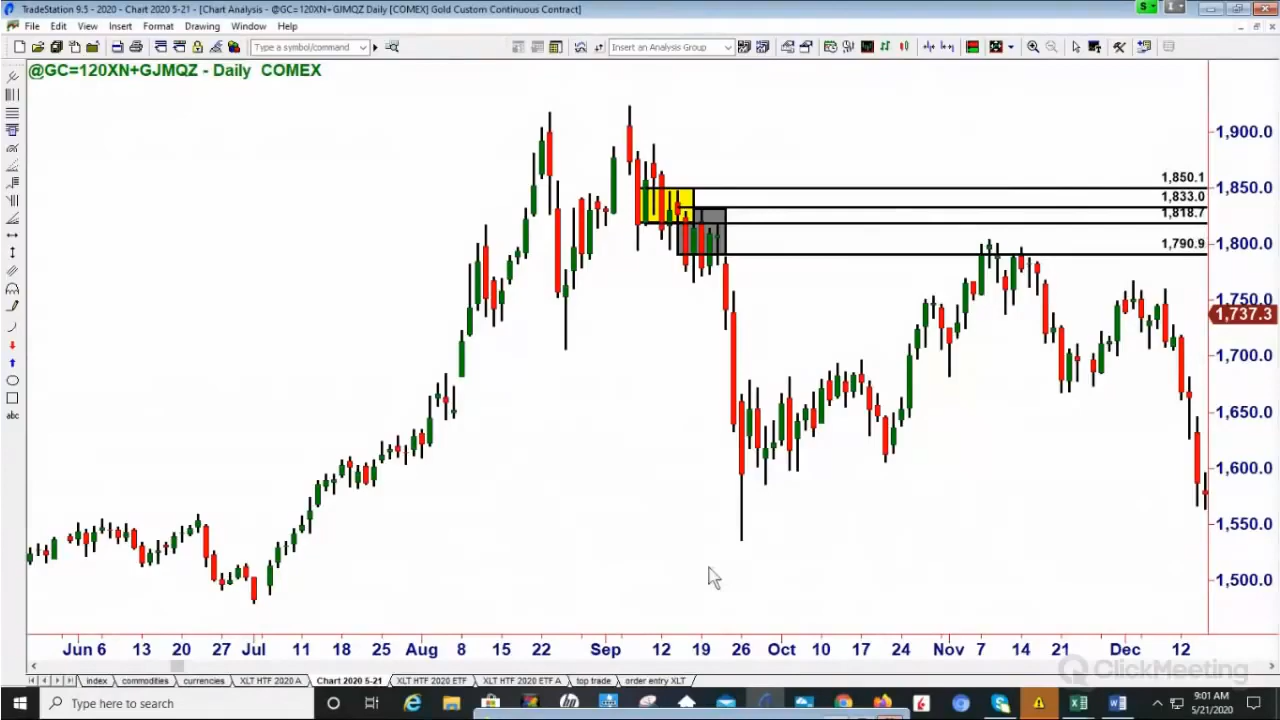 TradeStation 9.5 - 2020 - [Chart 2020 5-21] - [Chart Analysis - @GC=120XN+GJMQZ Daily [COMEX] Gold Custom Continuous Contract]
File Edit View Insert Format Drawing Window Help
Type a symbol/command
Insert an Analysis Group
@GC=120XN+GJMQZ - Daily COMEX
1,900.0
1,850.1
1,850.0
1,833.0
1,818.7
1,800.0
1,790.9
1,750.0
1,737.3
1,700.0
1,650.0
1,600.0
1,550.0
1,500.0
abc
Jun 6 13 20 27 Jul 11 18 25 Aug 8 15 22 Sep 12 19 26 Oct 10 17 24 Nov 7 14 21 Dec 12
ClickMeeting
index commodities currencies XLT HTF 2020 A Chart 2020 5-21 XLT HTF 2020 ETF XLT HTF 2020 ETF A top trade order entry XLT
Type here to search
9:01 AM
5/21/2020